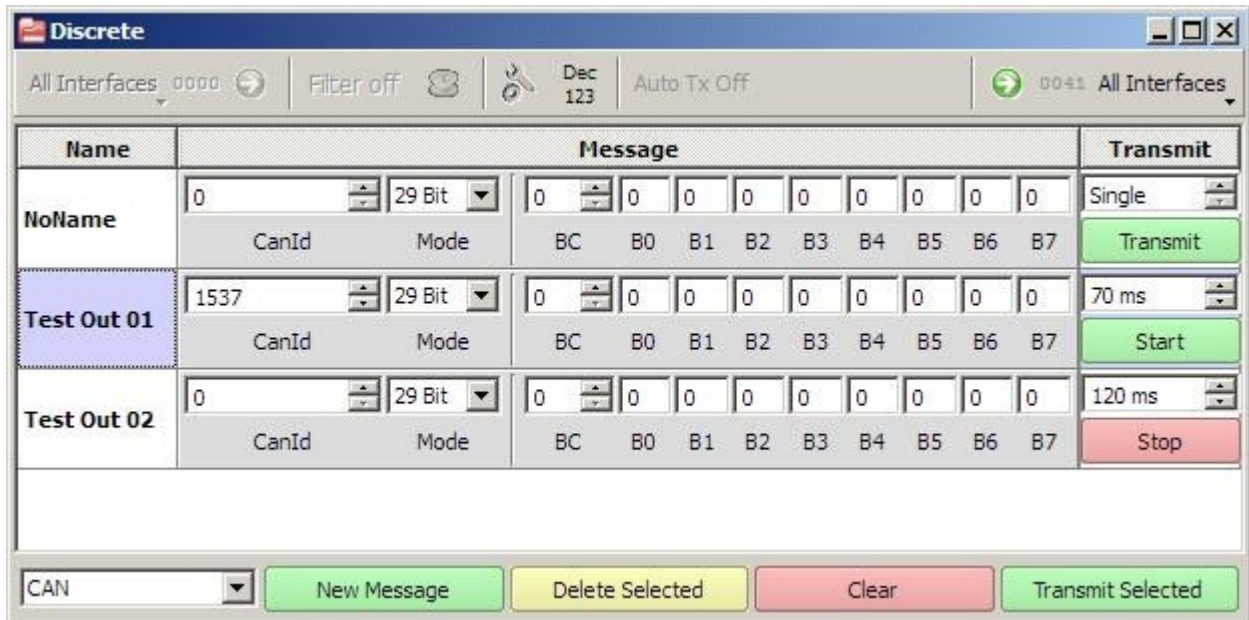 Discrete
All Interfaces 0000 Filter off Dec 123 Auto Tx Off 0041 All Interfaces
Name Message Transmit
NoName
0 29 Bit 0 0 0 0 0 0 0 0 0 Single
CanId Mode BC B0 B1 B2 B3 B4 B5 B6 B7 Transmit
Test Out 01
1537 29 Bit 0 0 0 0 0 0 0 0 0 70 ms
CanId Mode BC B0 B1 B2 B3 B4 B5 B6 B7 Start
Test Out 02
0 29 Bit 0 0 0 0 0 0 0 0 0 120 ms
CanId Mode BC B0 B1 B2 B3 B4 B5 B6 B7 Stop
CAN New Message Delete Selected Clear Transmit Selected